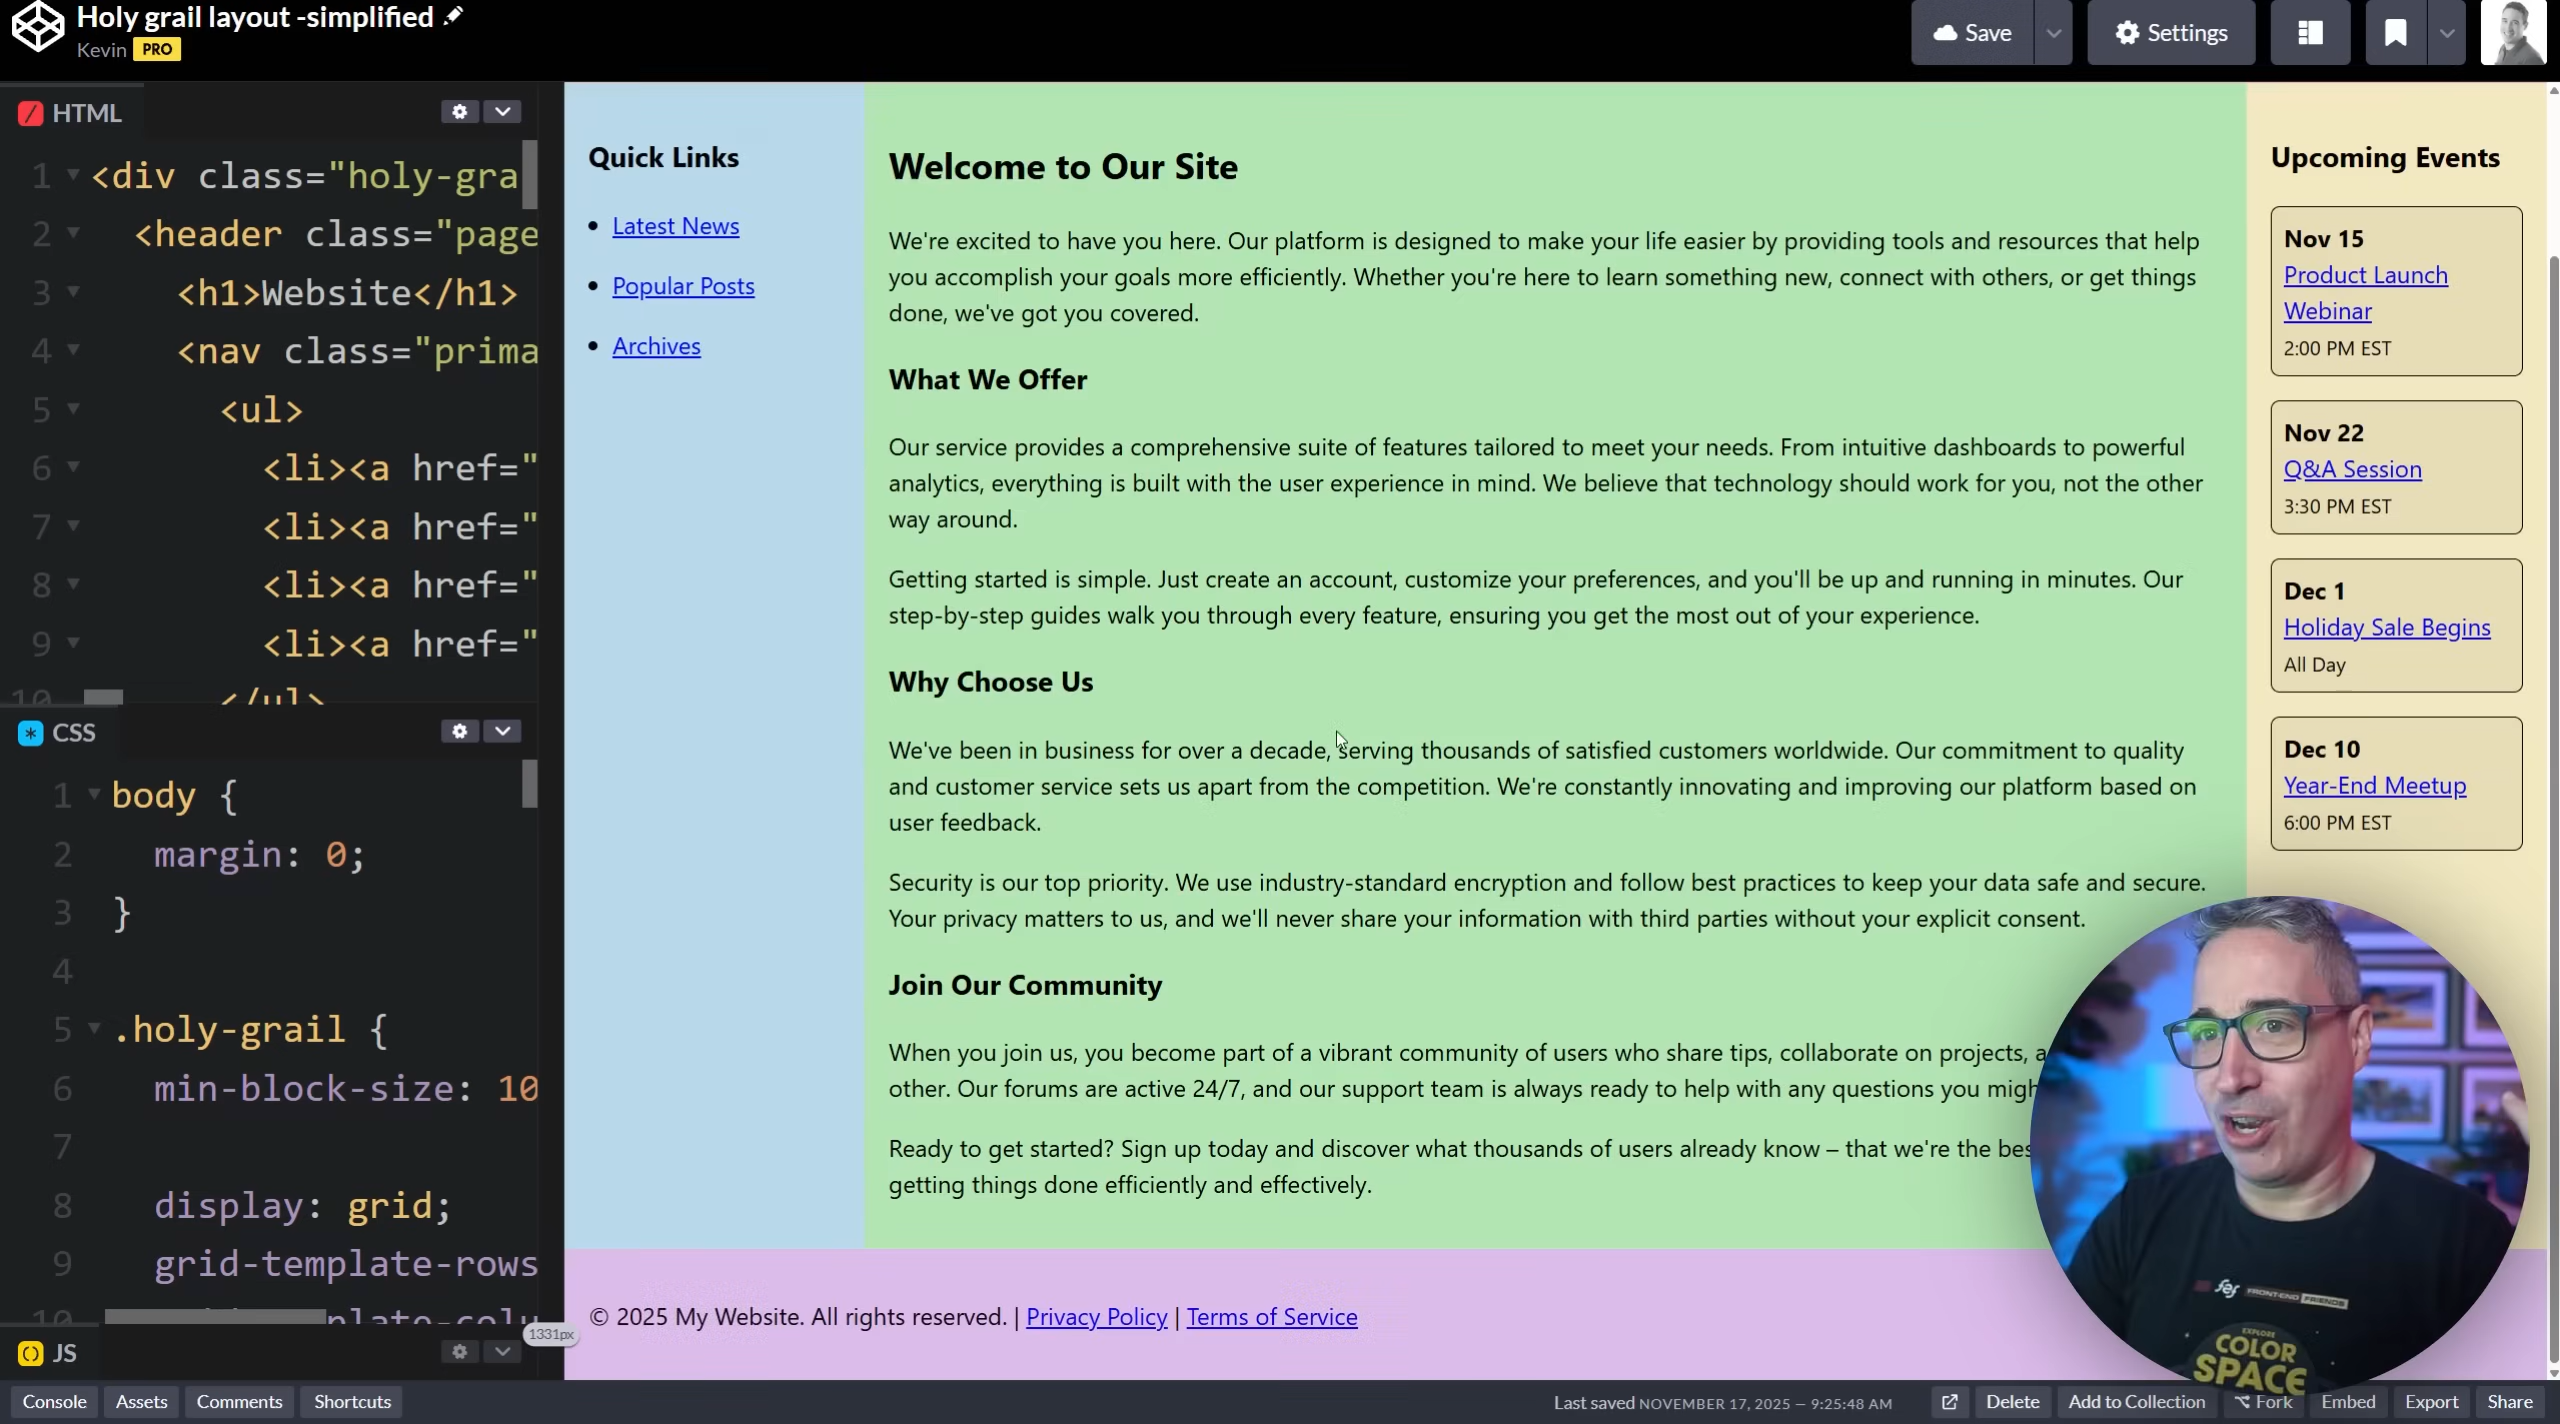 Holy grail layout -simplified
Kevin PRO
Save
Settings
HTML
1 <div class="holy-gra
2 <header class="page
3 <h1>Website</h1>
4 <nav class="prima
5 <ul>
6 <li><a href="
7 <li><a href="
8 <li><a href="
9 <li><a href="
10 </ul>
CSS
1 body {
2 margin: 0;
3 }
4
5 .holy-grail {
6 min-block-size: 10
7
8 display: grid;
9 grid-template-rows
10
JS
1331px
Quick Links
Latest News
Popular Posts
Archives
Welcome to Our Site
We're excited to have you here. Our platform is designed to make your life easier by providing tools and resources that help
you accomplish your goals more efficiently. Whether you're here to learn something new, connect with others, or get things
done, we've got you covered.
What We Offer
Our service provides a comprehensive suite of features tailored to meet your needs. From intuitive dashboards to powerful
analytics, everything is built with the user experience in mind. We believe that technology should work for you, not the other
way around.
Getting started is simple. Just create an account, customize your preferences, and you'll be up and running in minutes. Our
step-by-step guides walk you through every feature, ensuring you get the most out of your experience.
Why Choose Us
We've been in business for over a decade, serving thousands of satisfied customers worldwide. Our commitment to quality
and customer service sets us apart from the competition. We're constantly innovating and improving our platform based on
user feedback.
Security is our top priority. We use industry-standard encryption and follow best practices to keep your data safe and secure.
Your privacy matters to us, and we'll never share your information with third parties without your explicit consent.
Join Our Community
When you join us, you become part of a vibrant community of users who share tips, collaborate on projects, a
other. Our forums are active 24/7, and our support team is always ready to help with any questions you migh
Ready to get started? Sign up today and discover what thousands of users already know – that we're the bes
getting things done efficiently and effectively.
Upcoming Events
Nov 15
Product Launch
Webinar
2:00 PM EST
Nov 22
Q&A Session
3:30 PM EST
Dec 1
Holiday Sale Begins
All Day
Dec 10
Year-End Meetup
6:00 PM EST
© 2025 My Website. All rights reserved. | Privacy Policy | Terms of Service
fef FRONT-END FRIENDS
EXPLORE
COLOR
SPACE
Console
Assets
Comments
Shortcuts
Last saved NOVEMBER 17, 2025 — 9:25:48 AM
Delete
Add to Collection
Fork
Embed
Export
Share